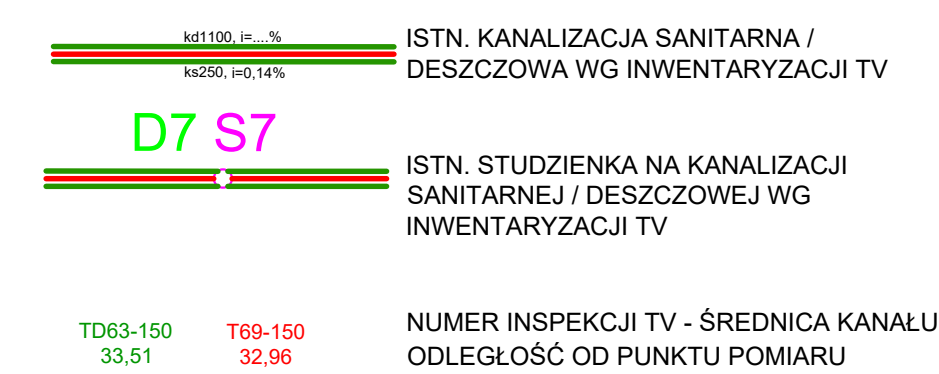 kd1100, i=....%
ks250, i=0,14%
ISTN. KANALIZACJA SANITARNA /
DESZCZOWA WG INWENTARYZACJI TV
D7 S7
ISTN. STUDZIENKA NA KANALIZACJI
SANITARNEJ / DESZCZOWEJ WG
INWENTARYZACJI TV
TD63-150
33,51
T69-150
32,96
NUMER INSPEKCJI TV - ŚREDNICA KANAŁU
ODLEGŁOŚĆ OD PUNKTU POMIARU